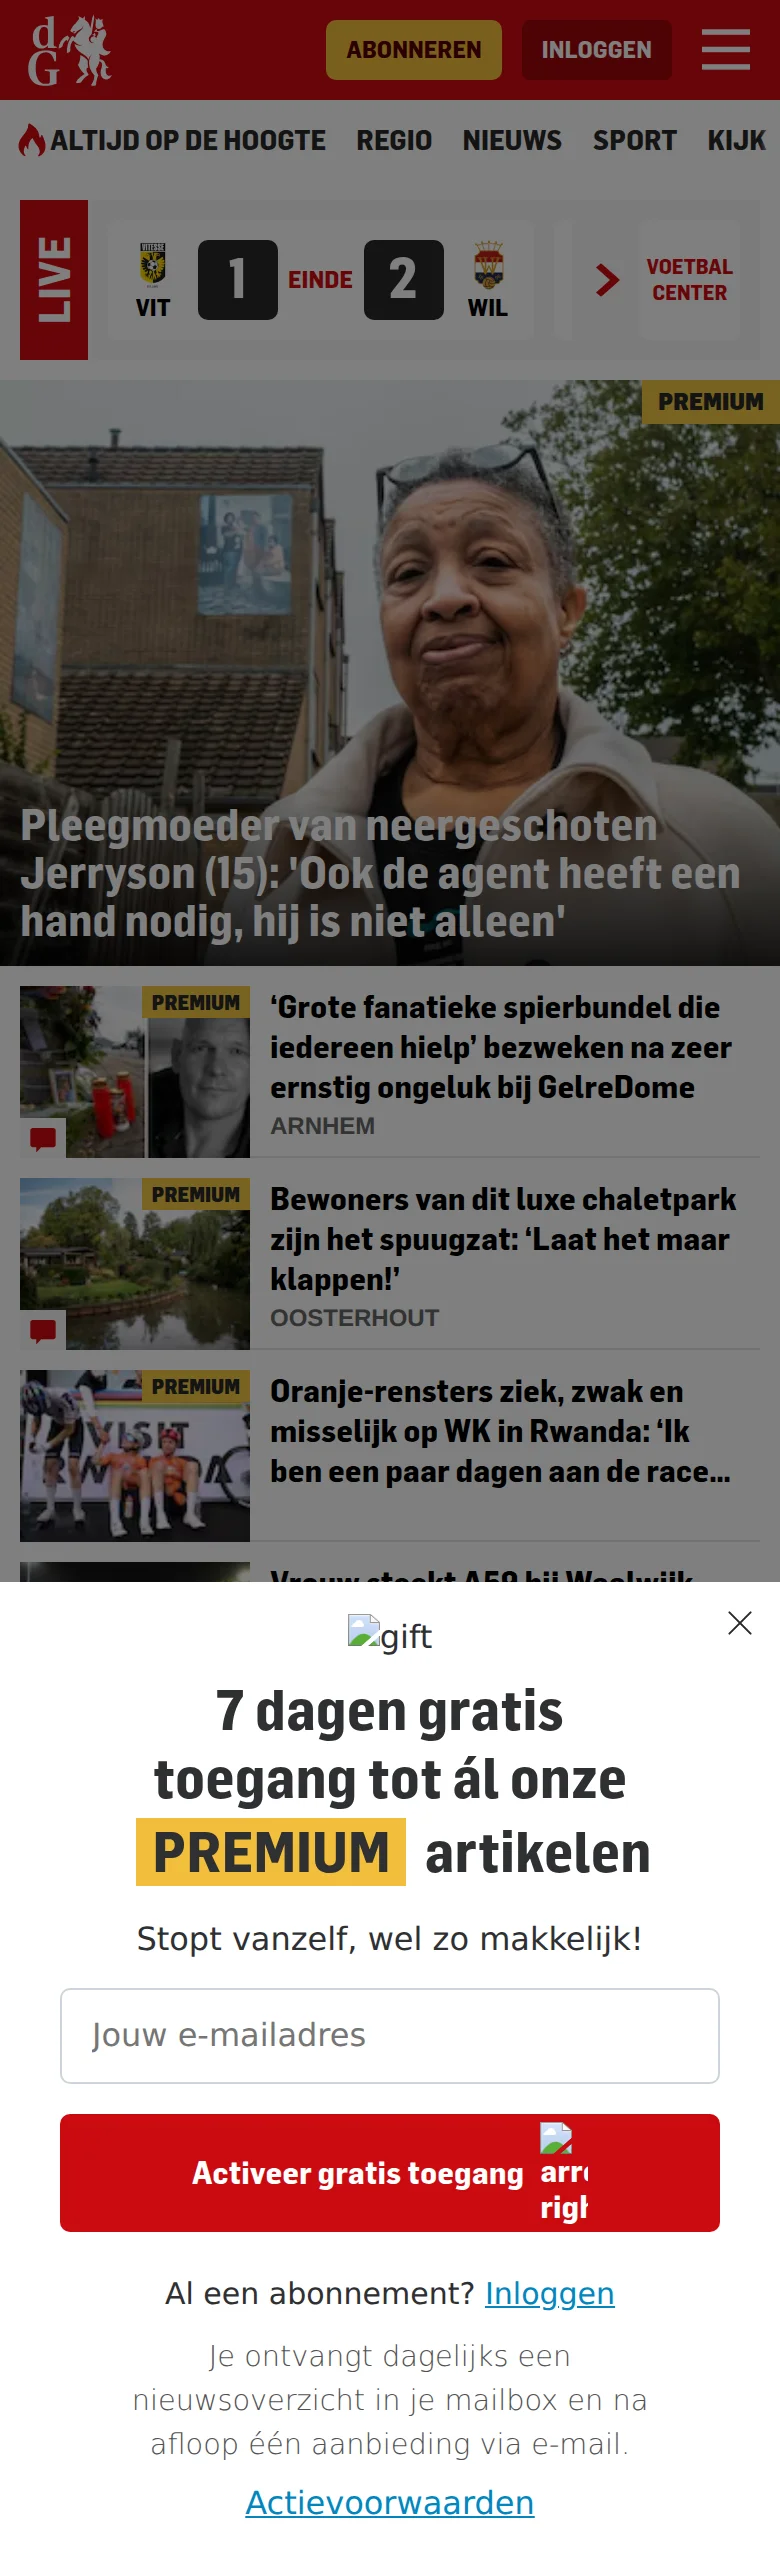 dG
ABONNEREN
INLOGGEN
ALTIJD OP DE HOOGTE
REGIO
NIEUWS
SPORT
KIJK
LIVE
VITESSE
VIT
1
EINDE
2
WIL
VOETBAL
CENTER
PREMIUM
Pleegmoeder van neergeschoten
Jerryson (15): 'Ook de agent heeft een
hand nodig, hij is niet alleen'
PREMIUM
‘Grote fanatieke spierbundel die
iedereen hielp’ bezweken na zeer
ernstig ongeluk bij GelreDome
ARNHEM
PREMIUM
Bewoners van dit luxe chaletpark
zijn het spuugzat: ‘Laat het maar
klappen!’
OOSTERHOUT
PREMIUM
VISIT
Oranje-rensters ziek, zwak en
misselijk op WK in Rwanda: ‘Ik
ben een paar dagen aan de race...
Vrouw steekt A59 bij Waalwijk
gift
7 dagen gratis
toegang tot ál onze
PREMIUM artikelen
Stopt vanzelf, wel zo makkelijk!
Jouw e-mailadres
Activeer gratis toegang
arr
righ
Al een abonnement? Inloggen
Je ontvangt dagelijks een
nieuwsoverzicht in je mailbox en na
afloop één aanbieding via e-mail.
Actievoorwaarden